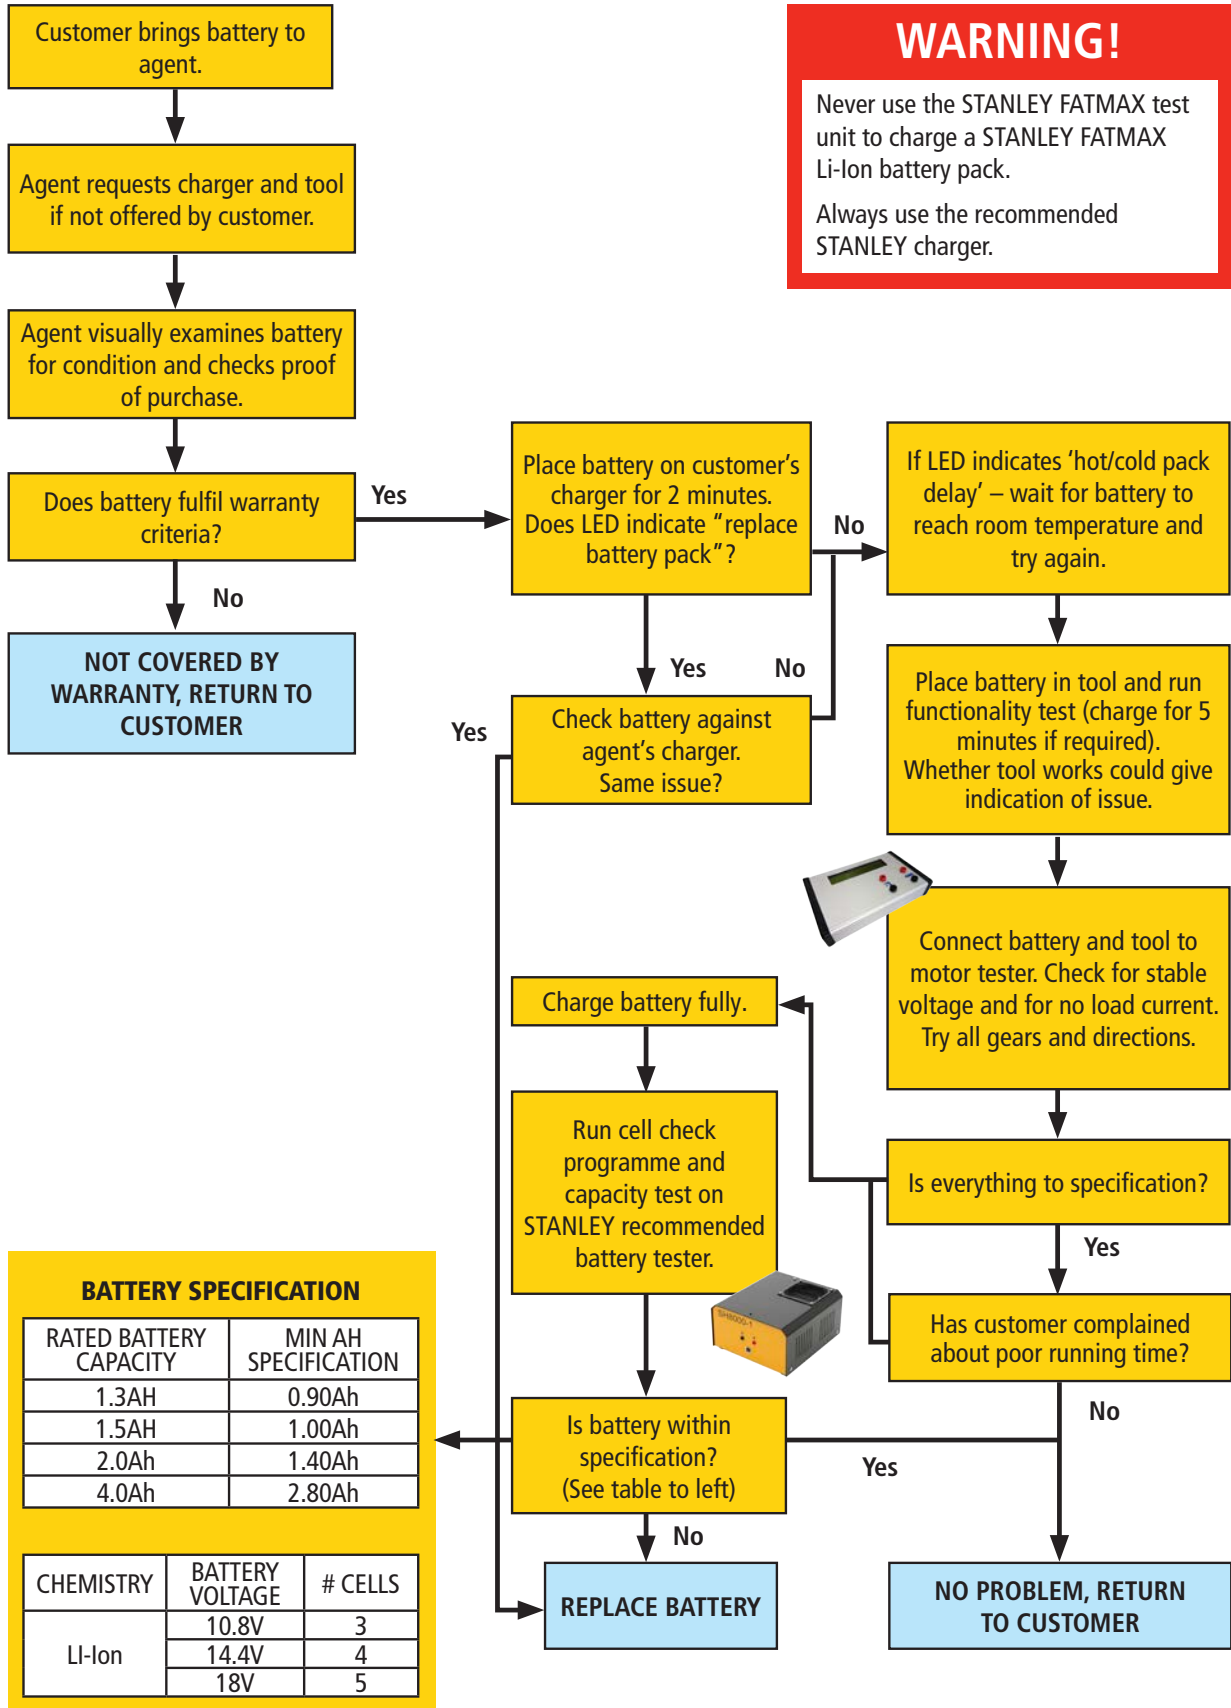 Customer brings battery to
agent.
WARNING!
Never use the STANLEY FATMAX test
unit to charge a STANLEY FATMAX
Li-Ion battery pack.
Always use the recommended
STANLEY charger.
Agent requests charger and tool
if not offered by customer.
Agent visually examines battery
for condition and checks proof
of purchase.
Does battery fulfil warranty
criteria?
Yes
No
NOT COVERED BY
WARRANTY, RETURN TO
CUSTOMER
Place battery on customer's
charger for 2 minutes.
Does LED indicate "replace
battery pack"?
No
Yes
No
Check battery against
agent's charger.
Same issue?
Yes
If LED indicates 'hot/cold pack
delay' – wait for battery to
reach room temperature and
try again.
Place battery in tool and run
functionality test (charge for 5
minutes if required).
Whether tool works could give
indication of issue.
Connect battery and tool to
motor tester. Check for stable
voltage and for no load current.
Try all gears and directions.
Is everything to specification?
Yes
Has customer complained
about poor running time?
No
Charge battery fully.
Run cell check
programme and
capacity test on
STANLEY recommended
battery tester.
SH8000-1
Is battery within
specification?
(See table to left)
Yes
No
REPLACE BATTERY
NO PROBLEM, RETURN
TO CUSTOMER
BATTERY SPECIFICATION
RATED BATTERY CAPACITY MIN AH SPECIFICATION
1.3AH 0.90Ah
1.5AH 1.00Ah
2.0Ah 1.40Ah
4.0Ah 2.80Ah
CHEMISTRY BATTERY VOLTAGE # CELLS
LI-Ion 10.8V 3
14.4V 4
18V 5